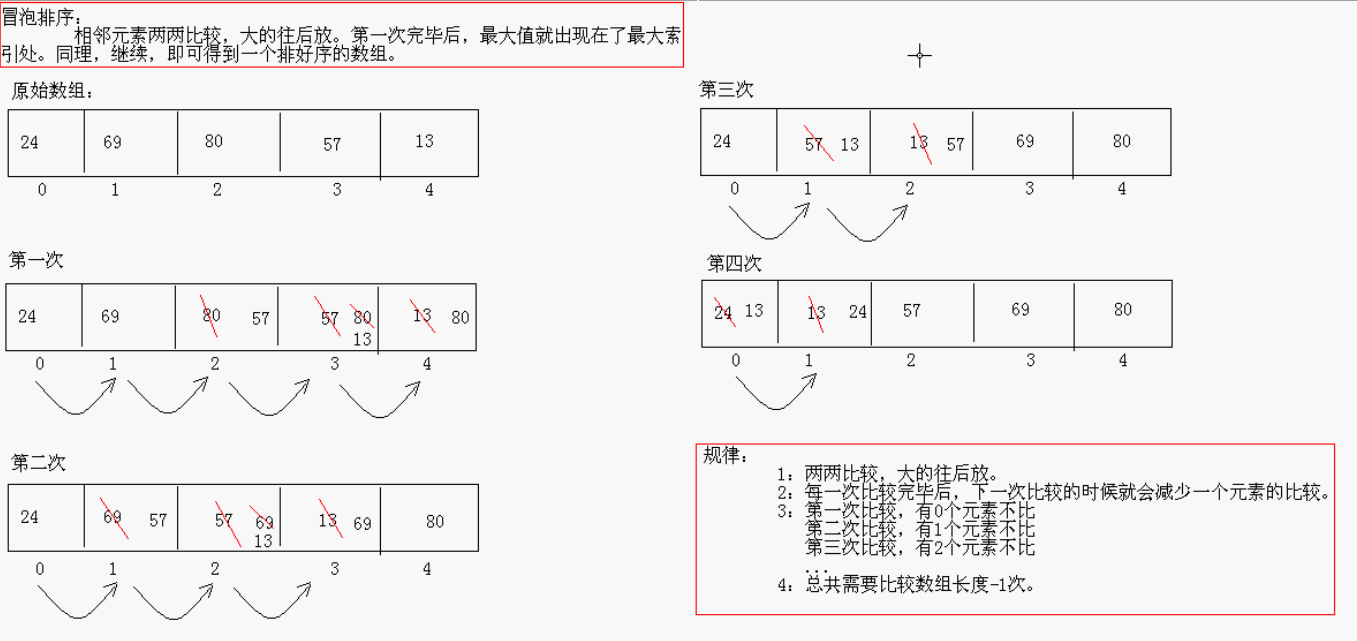 冒泡排序：
相邻元素两两比较，大的往后放。第一次完毕后，最大值就出现在了最大索
引处。同理，继续，即可得到一个排好序的数组。
原始数组：
24 69 80 57 13
0 1 2 3 4
第一次
24 69 80 57 57 80 13 80
13
0 1 2 3 4
第二次
24 69 57 57 69 13 69 80
13
0 1 2 3 4
第三次
24 57 13 13 57 69 80
0 1 2 3 4
第四次
24 13 13 24 57 69 80
0 1 2 3 4
规律：
1：两两比较，大的往后放。
2：每一次比较完毕后，下一次比较的时候就会减少一个元素的比较。
3：第一次比较，有0个元素不比
第二次比较，有1个元素不比
第三次比较，有2个元素不比
...
4：总共需要比较数组长度-1次。